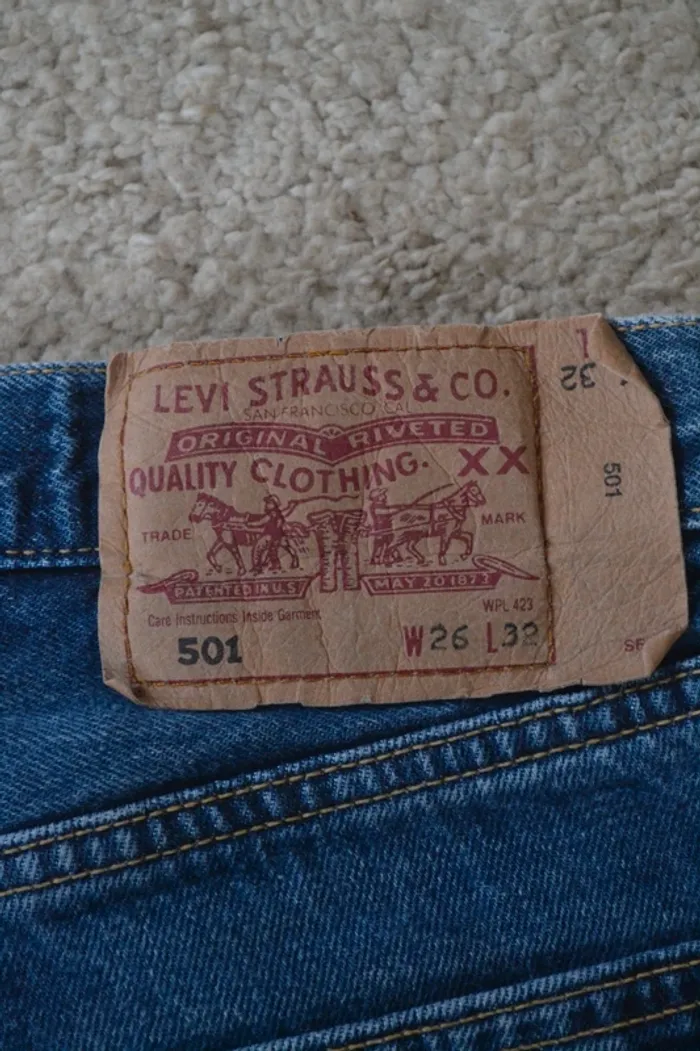 LEVI STRAUSS & CO.
SAN FRANCISCO CAL
ORIGINAL RIVETED
QUALITY CLOTHING. XX
TRADE MARK
PATENTED IN U.S. MAY 20 1873
Care Instructions Inside Garment
WPL 423
501 W26 L32
L
32
501